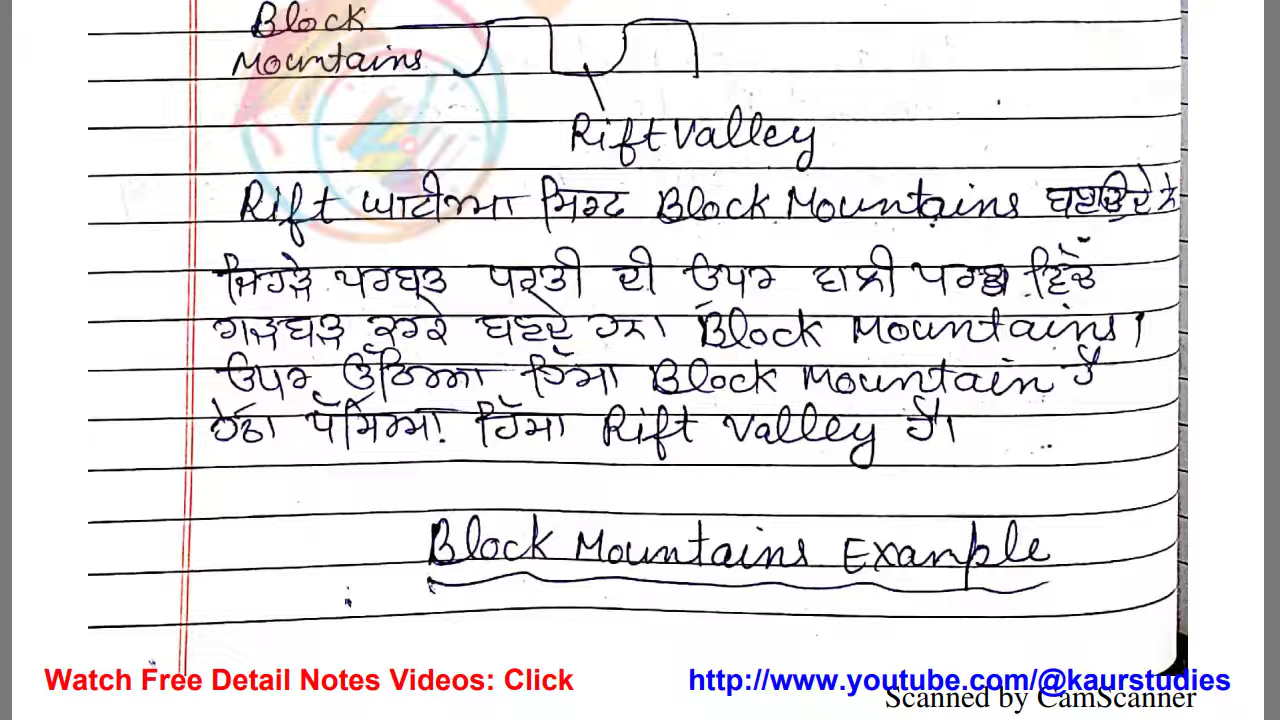 Block
Mountains
Rift Valley
Rift ਘਾਟੀਆ ਸਿਰਫ Block Mountains ਬਣਾਉਂਦੇ ਨੇ
ਜਿਹੜੇ ਪਰਬਤ ਧਰਤੀ ਦੀ ਉਪਰ ਵਾਲੀ ਪਰਤ ਵਿੱਚ
ਗੜਬੜ ਕਰਕੇ ਬਣਦੇ ਹਨ। Block Mountains।
ਉਪਰ ਉੱਠਿਆ ਹਿੱਸਾ Block Mountain ਹੈ
ਹੇਠਾਂ ਧੱਸਿਆ ਹਿੱਸਾ Rift Valley ਹੈ।
Block Mountains Example
Watch Free Detail Notes Videos: Click http://www.youtube.com/@kaurstudies
Scanned by CamScanner